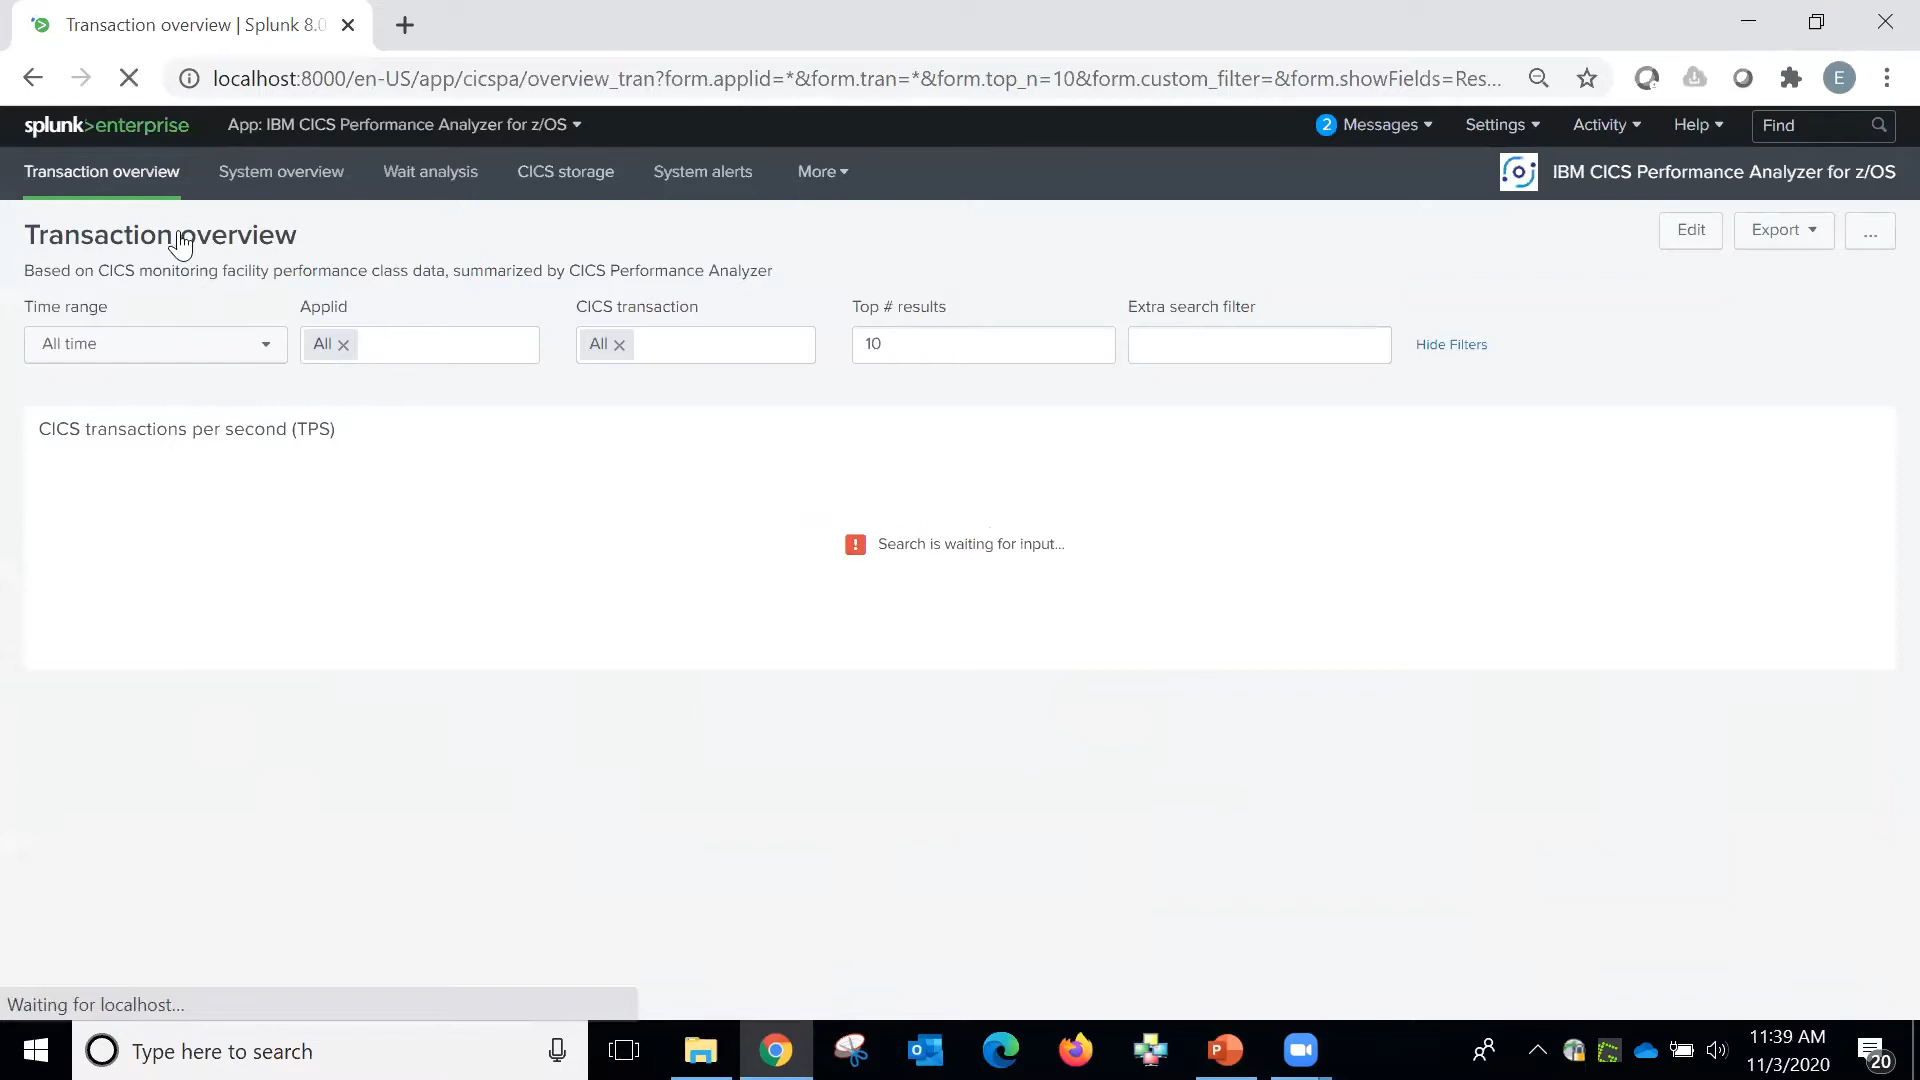 Transaction overview | Splunk 8.0
localhost:8000/en-US/app/cicspa/overview_tran?form.applid=*&form.tran=*&form.top_n=10&form.custom_filter=&form.showFields=Res...
E
splunk>enterprise
App: IBM CICS Performance Analyzer for z/OS
2 Messages
Settings
Activity
Help
Find
Transaction overview
System overview
Wait analysis
CICS storage
System alerts
More
IBM CICS Performance Analyzer for z/OS
Transaction overview
Edit
Export
...
Based on CICS monitoring facility performance class data, summarized by CICS Performance Analyzer
Time range
Applid
CICS transaction
Top # results
Extra search filter
All time
All
All
10
Hide Filters
CICS transactions per second (TPS)
Search is waiting for input...
Waiting for localhost...
Type here to search
11:39 AM
11/3/2020
20